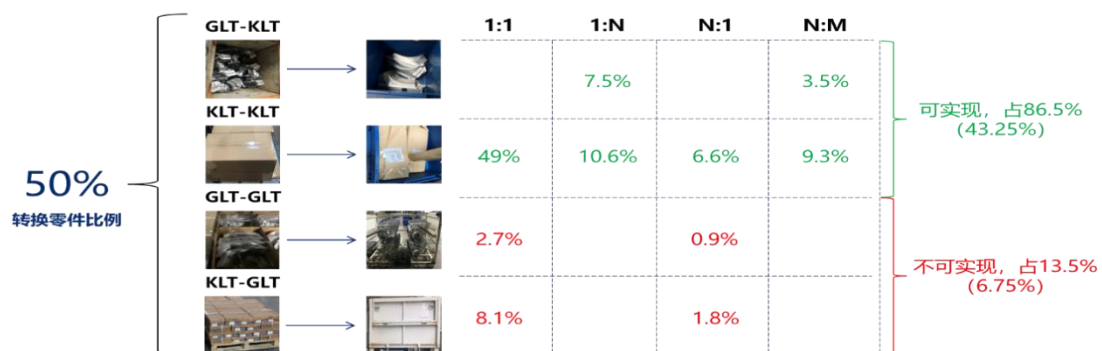 1:1 1:N N:1 N:M
GLT-KLT
7.5% 3.5%
KLT-KLT
49% 10.6% 6.6% 9.3%
可实现，占86.5%
(43.25%)
50%
转换零件比例
GLT-GLT
2.7% 0.9%
KLT-GLT
8.1% 1.8%
不可实现，占13.5%
(6.75%)